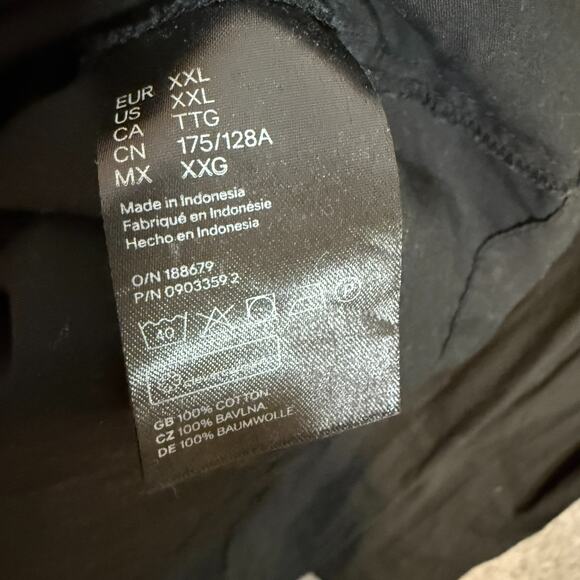 EUR XXL
US XXL
CA TTG
CN 175/128A
MX XXG
Made in Indonesia
Fabriqué en Indonésie
Hecho en Indonesia
O/N 188679
P/N 0903359 2
40 P
GB 100% COTTON
CZ 100% BAVLNA
DE 100% BAUMWOLLE